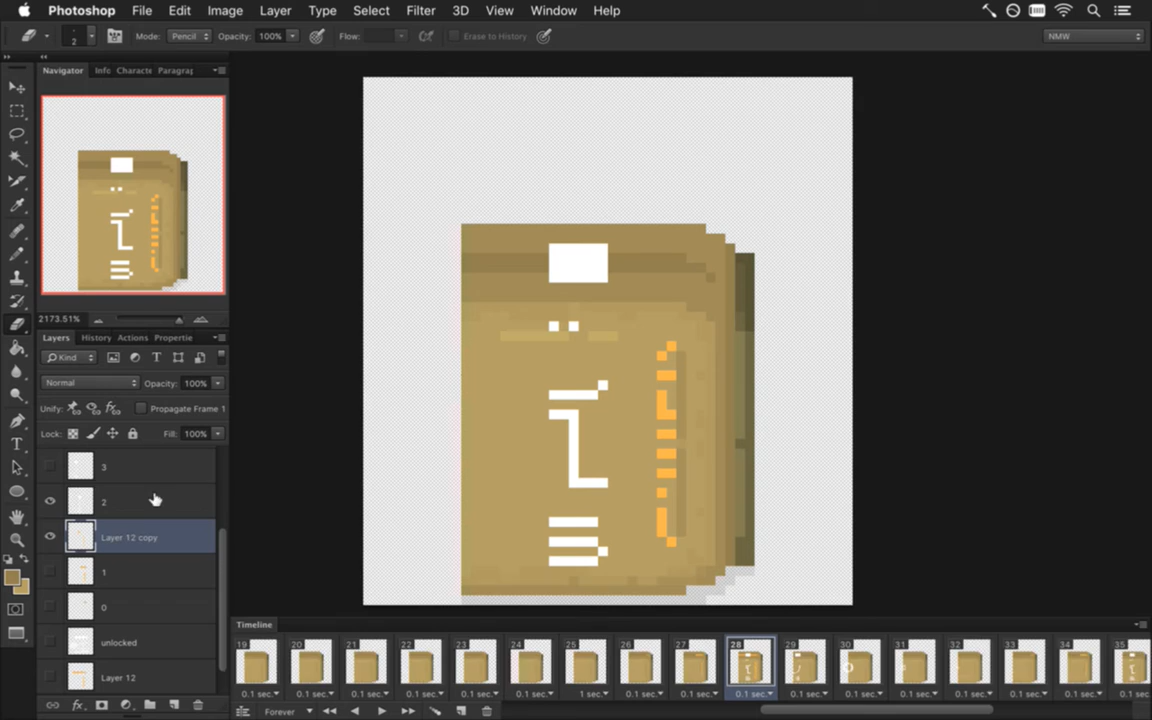 Photoshop File Edit Image Layer Type Select Filter 3D View Window Help
2 Mode: Pencil Opacity: 100% Flow: Erase to History NMW
Navigator Info Characte Paragrap
2173.51%
Layers History Actions Propertie
Kind
Normal Opacity: 100%
Unify: Propagate Frame 1
Lock: Fill: 100%
3
2
Layer 12 copy
1
0
unlocked
Layer 12
Timeline
19 20 21 22 23 24 25 26 27 28 29 30 31 32 33 34 35
0.1 sec. 0.1 sec. 0.1 sec. 0.1 sec. 0.1 sec. 0.1 sec. 1 sec. 0.1 sec. 0.1 sec. 0.1 sec. 0.1 sec. 0.1 sec. 0.1 sec. 0.1 sec. 0.1 sec. 0.1 sec. 0.1 sec.
Forever